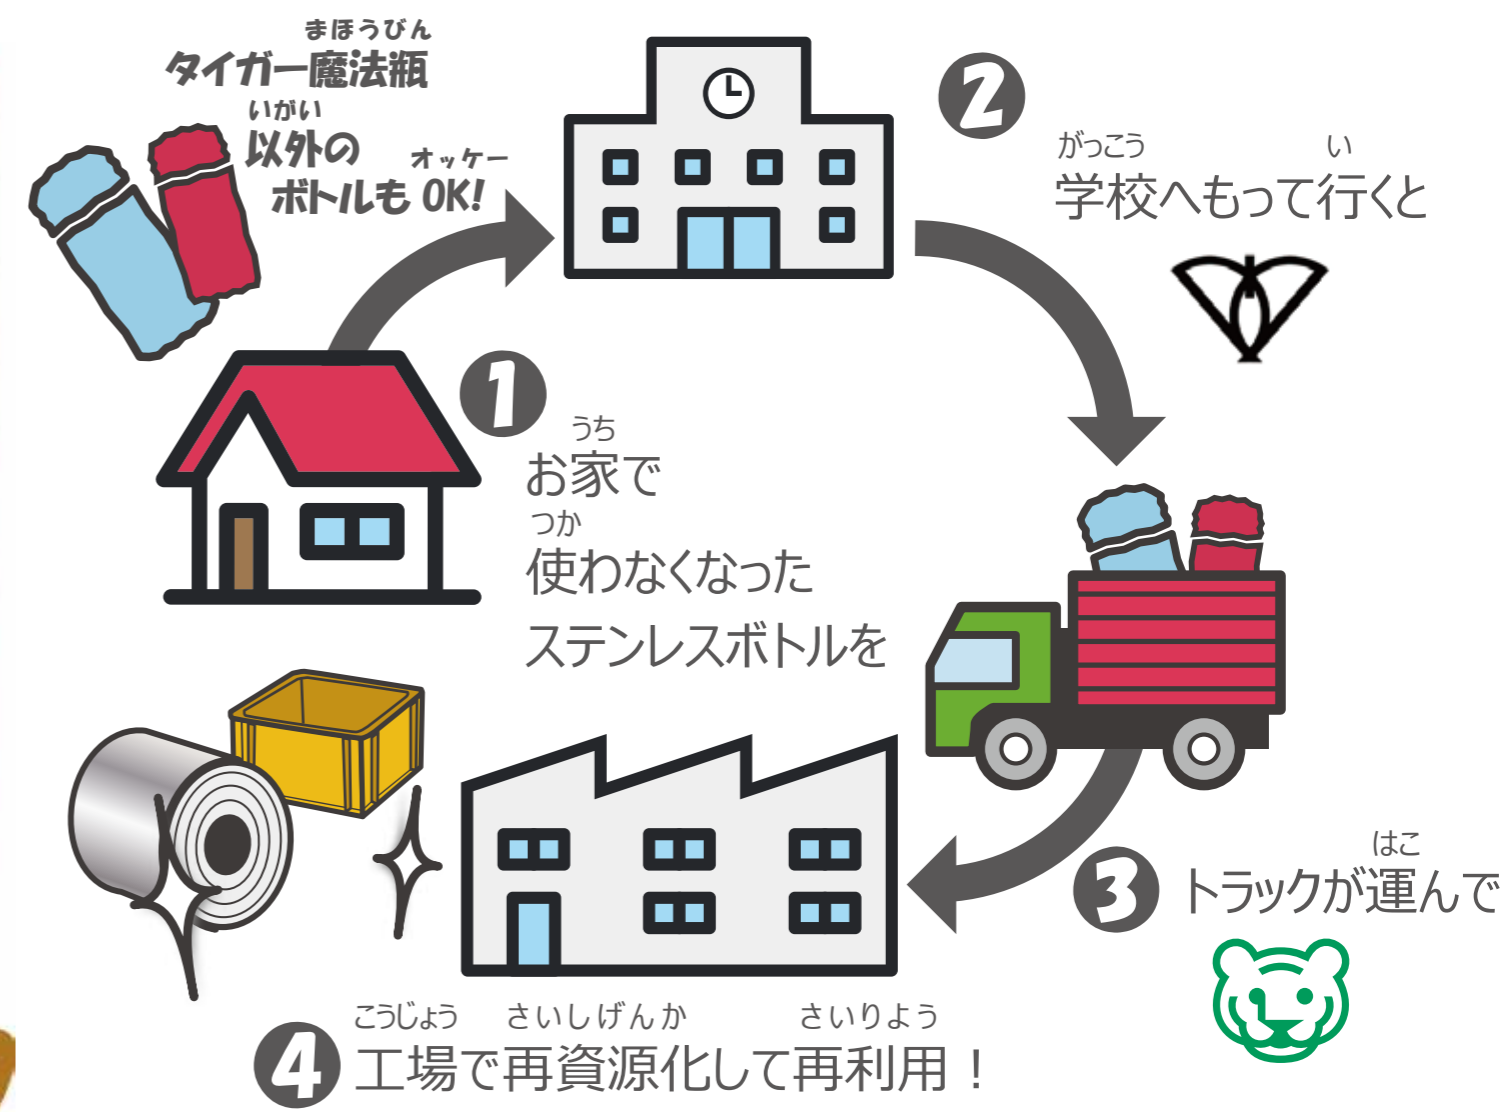 まほうびん
タイガー魔法瓶
いがい
以外の
オッケー
ボトルも OK!
1
うち
お家で
つか
使わなくなった
ステンレスボトルを
2
がっこう い
学校へもって行くと
3
はこ
トラックが運んで
4
こうじょう さいしげんか さいりよう
工場で再資源化して再利用！